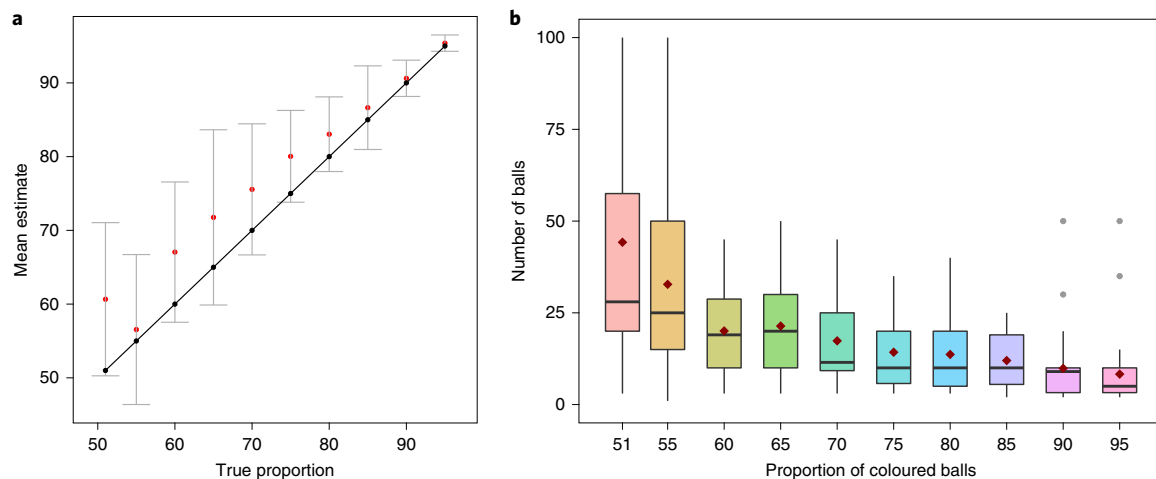 a
90
80
70
60
50
Mean estimate
50 60 70 80 90
True proportion
b
100
75
50
25
0
Number of balls
51 55 60 65 70 75 80 85 90 95
Proportion of coloured balls